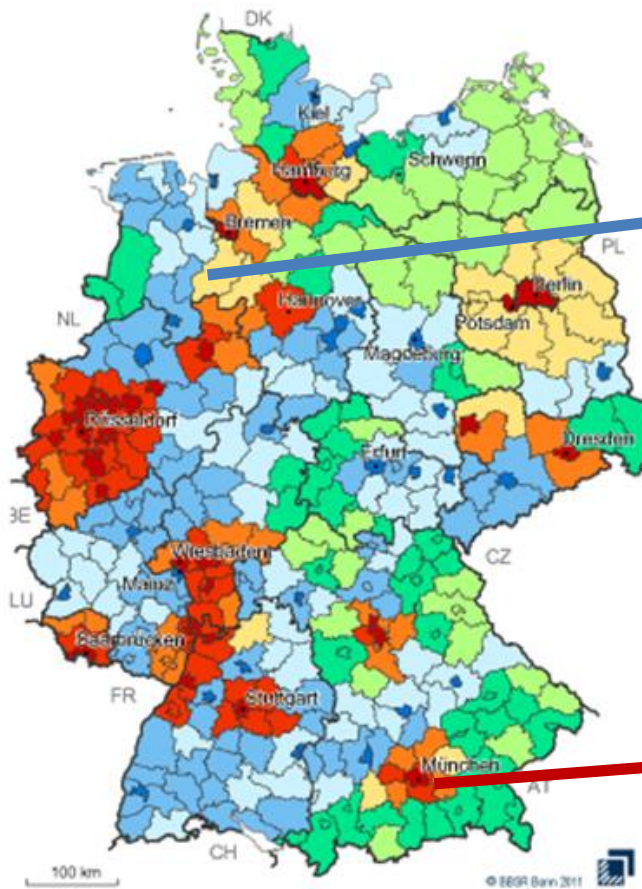 DK
Kiel
Schwerin
Hamburg
Bremen
PL
Berlin
Hannover
NL
Potsdam
Magdeburg
Düsseldorf
Erfurt
Dresden
BE
Wiesbaden
CZ
Mainz
LU
Saarbrücken
FR
Stuttgart
München
AT
CH
100 km
© BBSR Bonn 2011